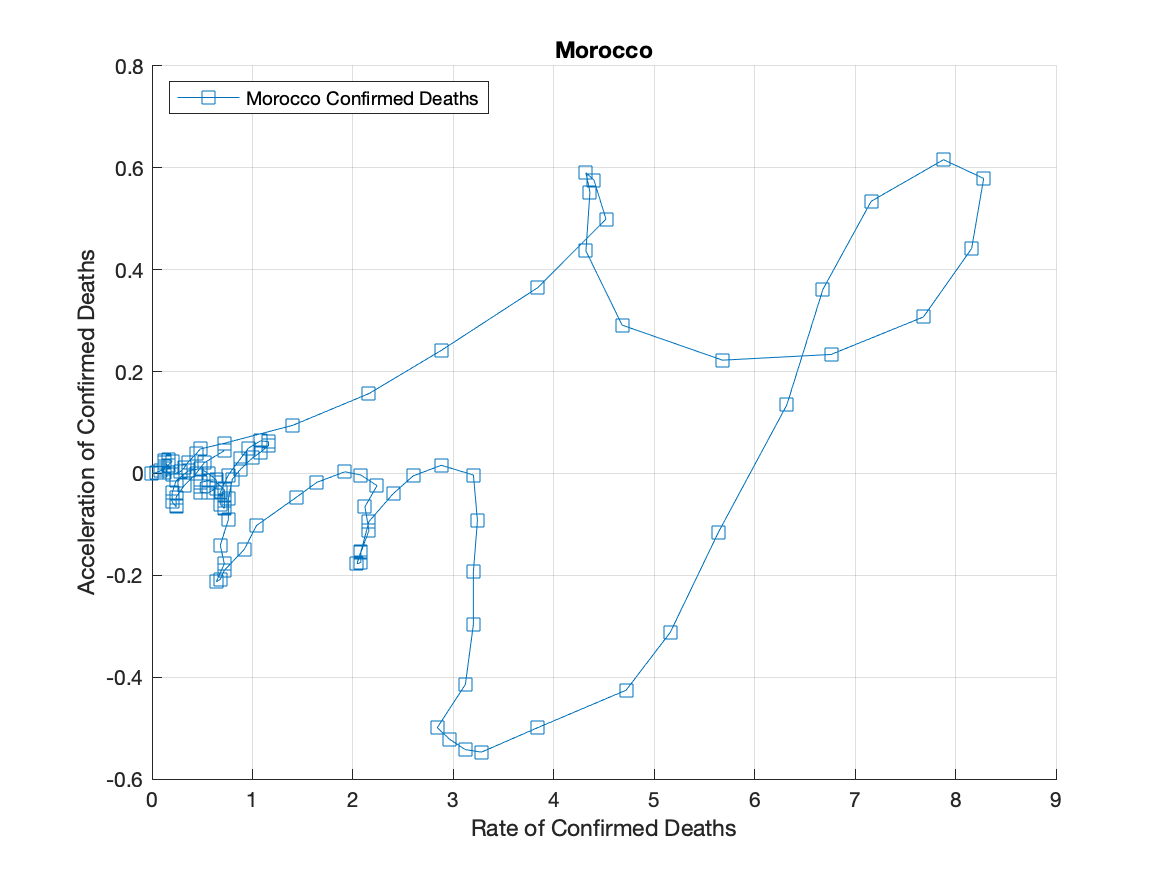 Morocco
Morocco Confirmed Deaths
0.8
0.6
0.4
0.2
0
-0.2
-0.4
-0.6
Acceleration of Confirmed Deaths
0 1 2 3 4 5 6 7 8 9
Rate of Confirmed Deaths